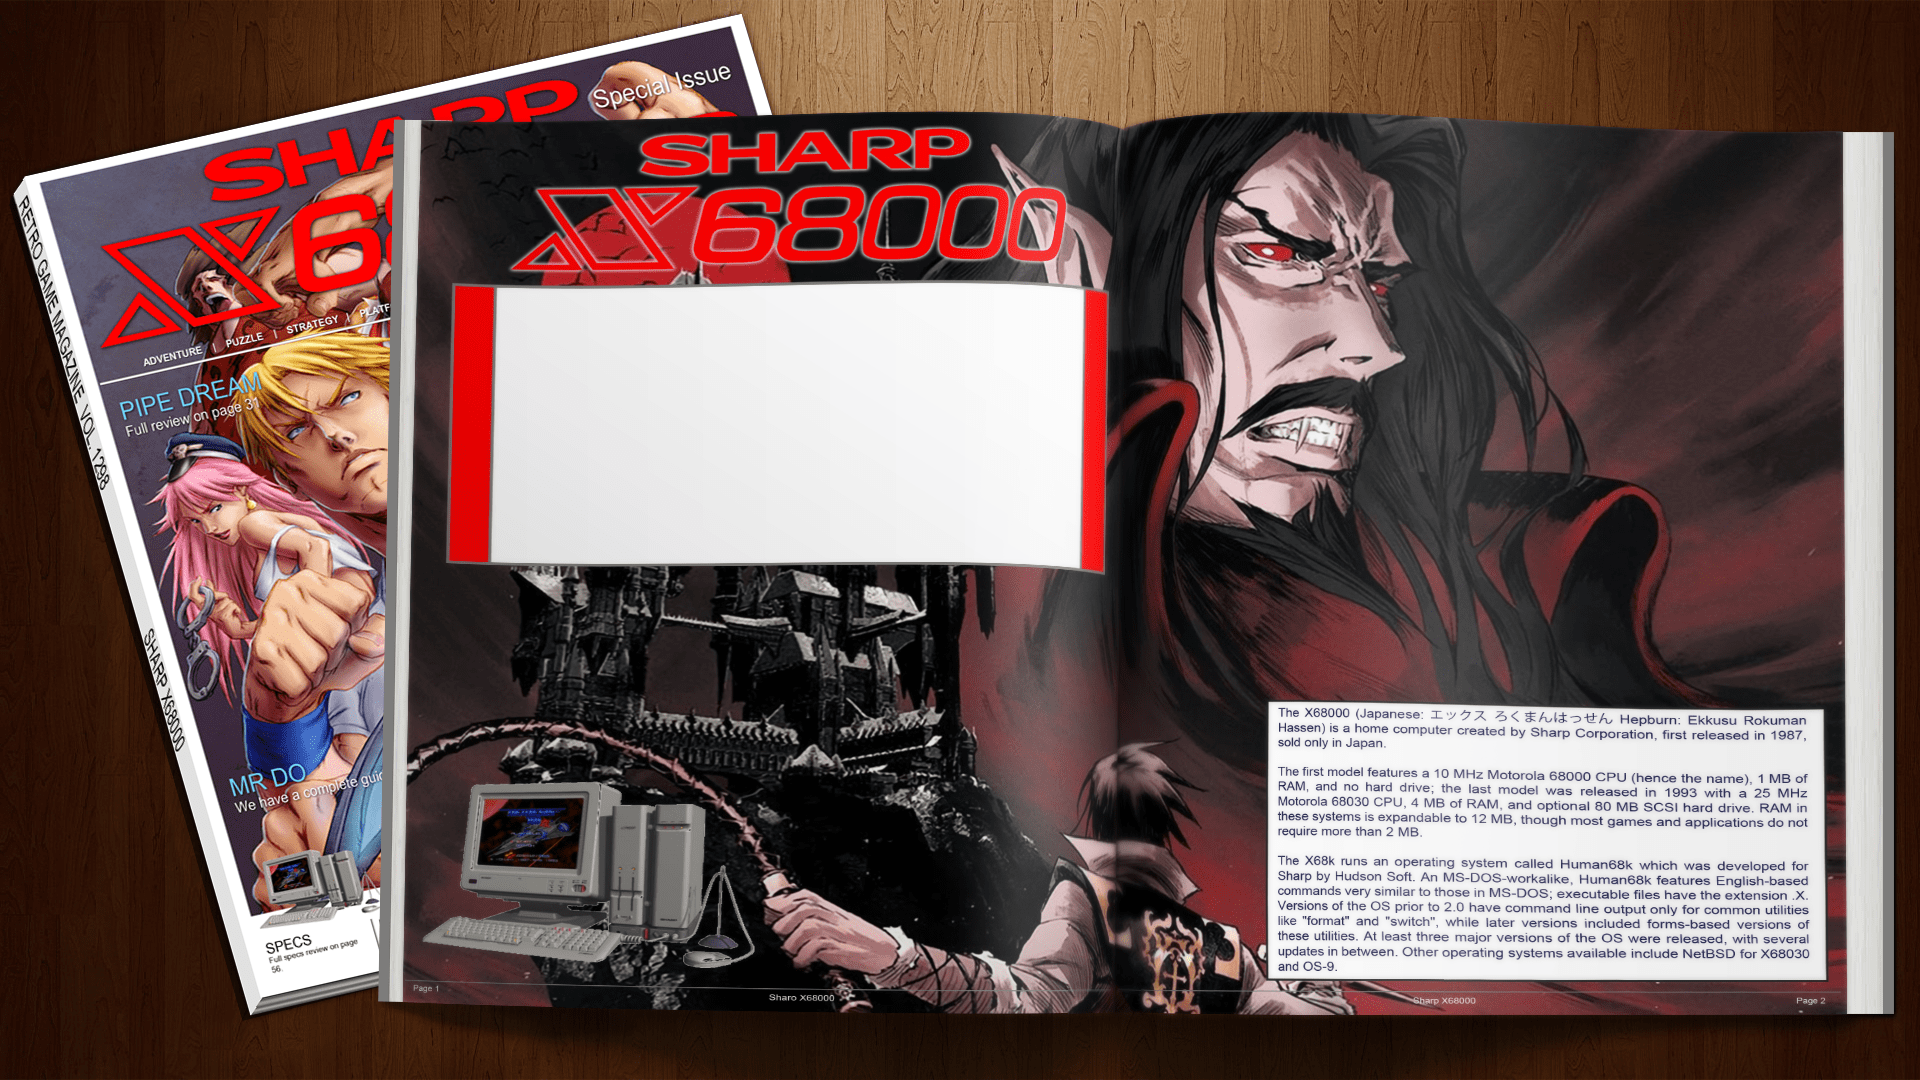 SHARP
Special Issue
X68
ADVENTURE | PUZZLE | STRATEGY | PLATF
PIPE DREAM
Full review on page 31
MR DO
We have a complete guid
SPECS
Full specs review on page
56.
RETRO GAME MAGAZINE VOL. 1298
SHARP X68000
SHARP
X68000
Page 1
Sharo X68000
The X68000 (Japanese: エックス ろくまんはっせん Hepburn: Ekkusu Rokuman
Hassen) is a home computer created by Sharp Corporation, first released in 1987,
sold only in Japan.
The first model features a 10 MHz Motorola 68000 CPU (hence the name), 1 MB of
RAM, and no hard drive; the last model was released in 1993 with a 25 MHz
Motorola 68030 CPU, 4 MB of RAM, and optional 80 MB SCSI hard drive. RAM in
these systems is expandable to 12 MB, though most games and applications do not
require more than 2 MB.
The X68k runs an operating system called Human68k which was developed for
Sharp by Hudson Soft. An MS-DOS-workalike, Human68k features English-based
commands very similar to those in MS-DOS; executable files have the extension .X.
Versions of the OS prior to 2.0 have command line output only for common utilities
like "format" and "switch", while later versions included forms-based versions of
these utilities. At least three major versions of the OS were released, with several
updates in between. Other operating systems available include NetBSD for X68030
and OS-9.
Sharp X68000
Page 2